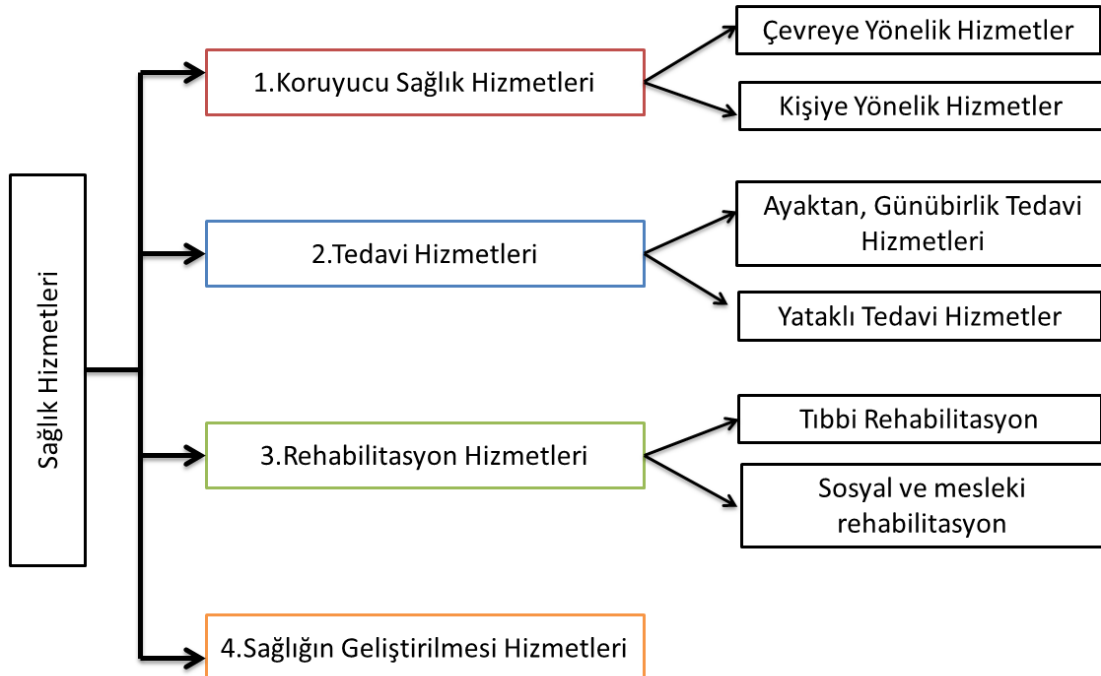 Sağlık Hizmetleri
1.Koruyucu Sağlık Hizmetleri
Çevreye Yönelik Hizmetler
Kişiye Yönelik Hizmetler
2.Tedavi Hizmetleri
Ayaktan, Günübirlik Tedavi
Hizmetleri
Yataklı Tedavi Hizmetler
3.Rehabilitasyon Hizmetleri
Tıbbi Rehabilitasyon
Sosyal ve mesleki
rehabilitasyon
4.Sağlığın Geliştirilmesi Hizmetleri